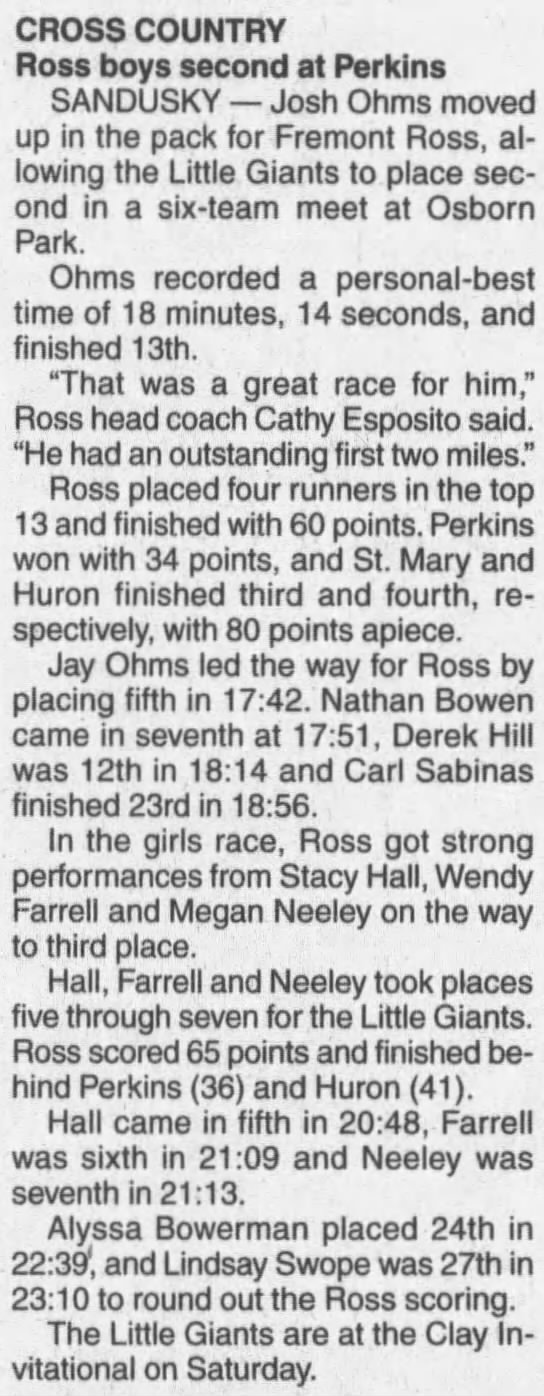 CROSS COUNTRY
Ross boys second at Perkins
SANDUSKY — Josh Ohms moved
up in the pack for Fremont Ross, al-
lowing the Little Giants to place sec-
ond in a six-team meet at Osborn
Park.
Ohms recorded a personal-best
time of 18 minutes, 14 seconds, and
finished 13th.
“That was a great race for him,”
Ross head coach Cathy Esposito said.
“He had an outstanding first two miles.”
Ross placed four runners in the top
13 and finished with 60 points. Perkins
won with 34 points, and St. Mary and
Huron finished third and fourth, re-
spectively, with 80 points apiece.
Jay Ohms led the way for Ross by
placing fifth in 17:42. Nathan Bowen
came in seventh at 17:51, Derek Hill
was 12th in 18:14 and Carl Sabinas
finished 23rd in 18:56.
In the girls race, Ross got strong
performances from Stacy Hall, Wendy
Farrell and Megan Neeley on the way
to third place.
Hall, Farrell and Neeley took places
five through seven for the Little Giants.
Ross scored 65 points and finished be-
hind Perkins (36) and Huron (41).
Hall came in fifth in 20:48, Farrell
was sixth in 21:09 and Neeley was
seventh in 21:13.
Alyssa Bowerman placed 24th in
22:39, and Lindsay Swope was 27th in
23:10 to round out the Ross scoring.
The Little Giants are at the Clay In-
vitational on Saturday.